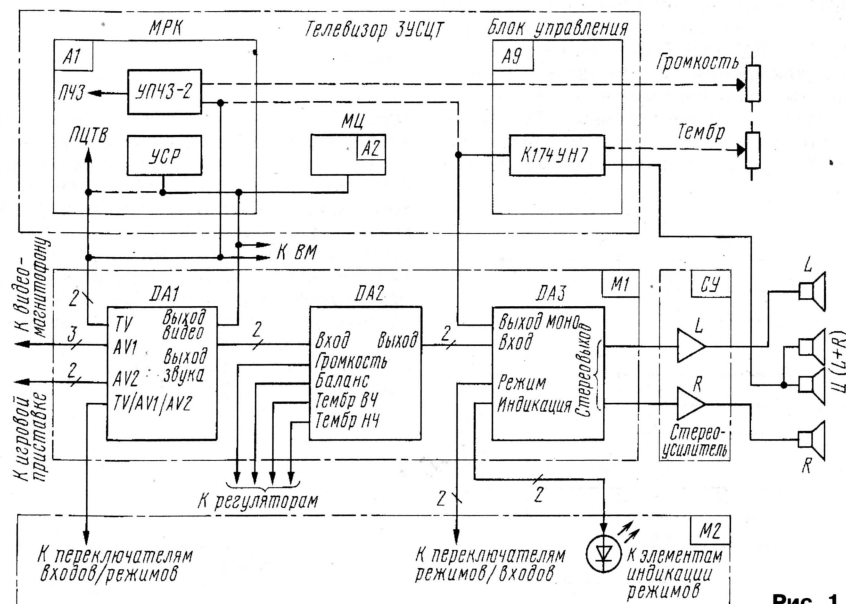 МРК
Телевизор 3УСЦТ
Блок управления
А1
А9
УПЧЗ-2
ПЧЗ
Громкость
ПЦТВ
УСР
МЦ
А2
К174УН7
Тембр
К ВМ
К видео-
магнитофону
2
DA1
DA2
DA3
М1
СУ
L
TV
Выход
видео
AV1
3
2
Вход
Выход
2
Выход моно
Вход
L
AV2
2
Выход
звука
TV/AV1/AV2
Громкость
Баланс
Тембр ВЧ
Тембр НЧ
Режим
Индикация
Стереовыход
R
Стерео-
усилитель
Ц (L+R)
R
К игровой
приставке
К регуляторам
2
2
М2
К переключателям
входов/режимов
К переключателям
режимов/входов
К элементам
индикации
режимов
Рис. 1